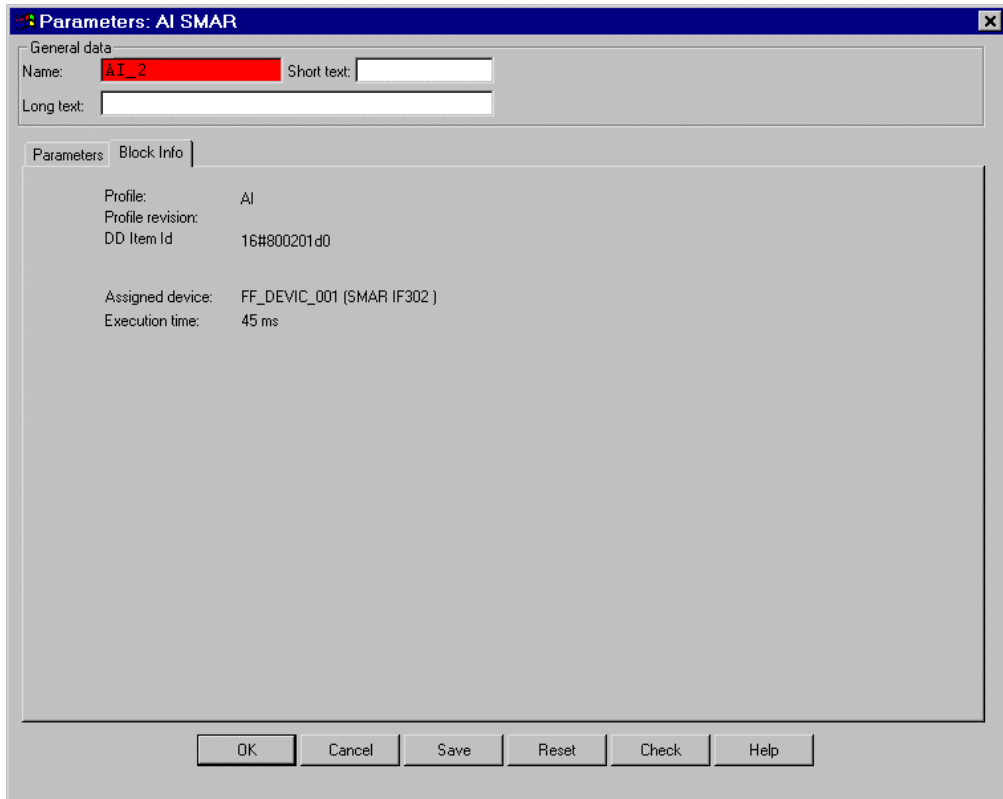 Parameters: AI SMAR
General data
Name: AI_2 Short text:
Long text:
Parameters Block Info
Profile: AI
Profile revision:
DD Item Id 16#800201d0
Assigned device: FF_DEVIC_001 (SMAR IF302 )
Execution time: 45 ms
OK Cancel Save Reset Check Help